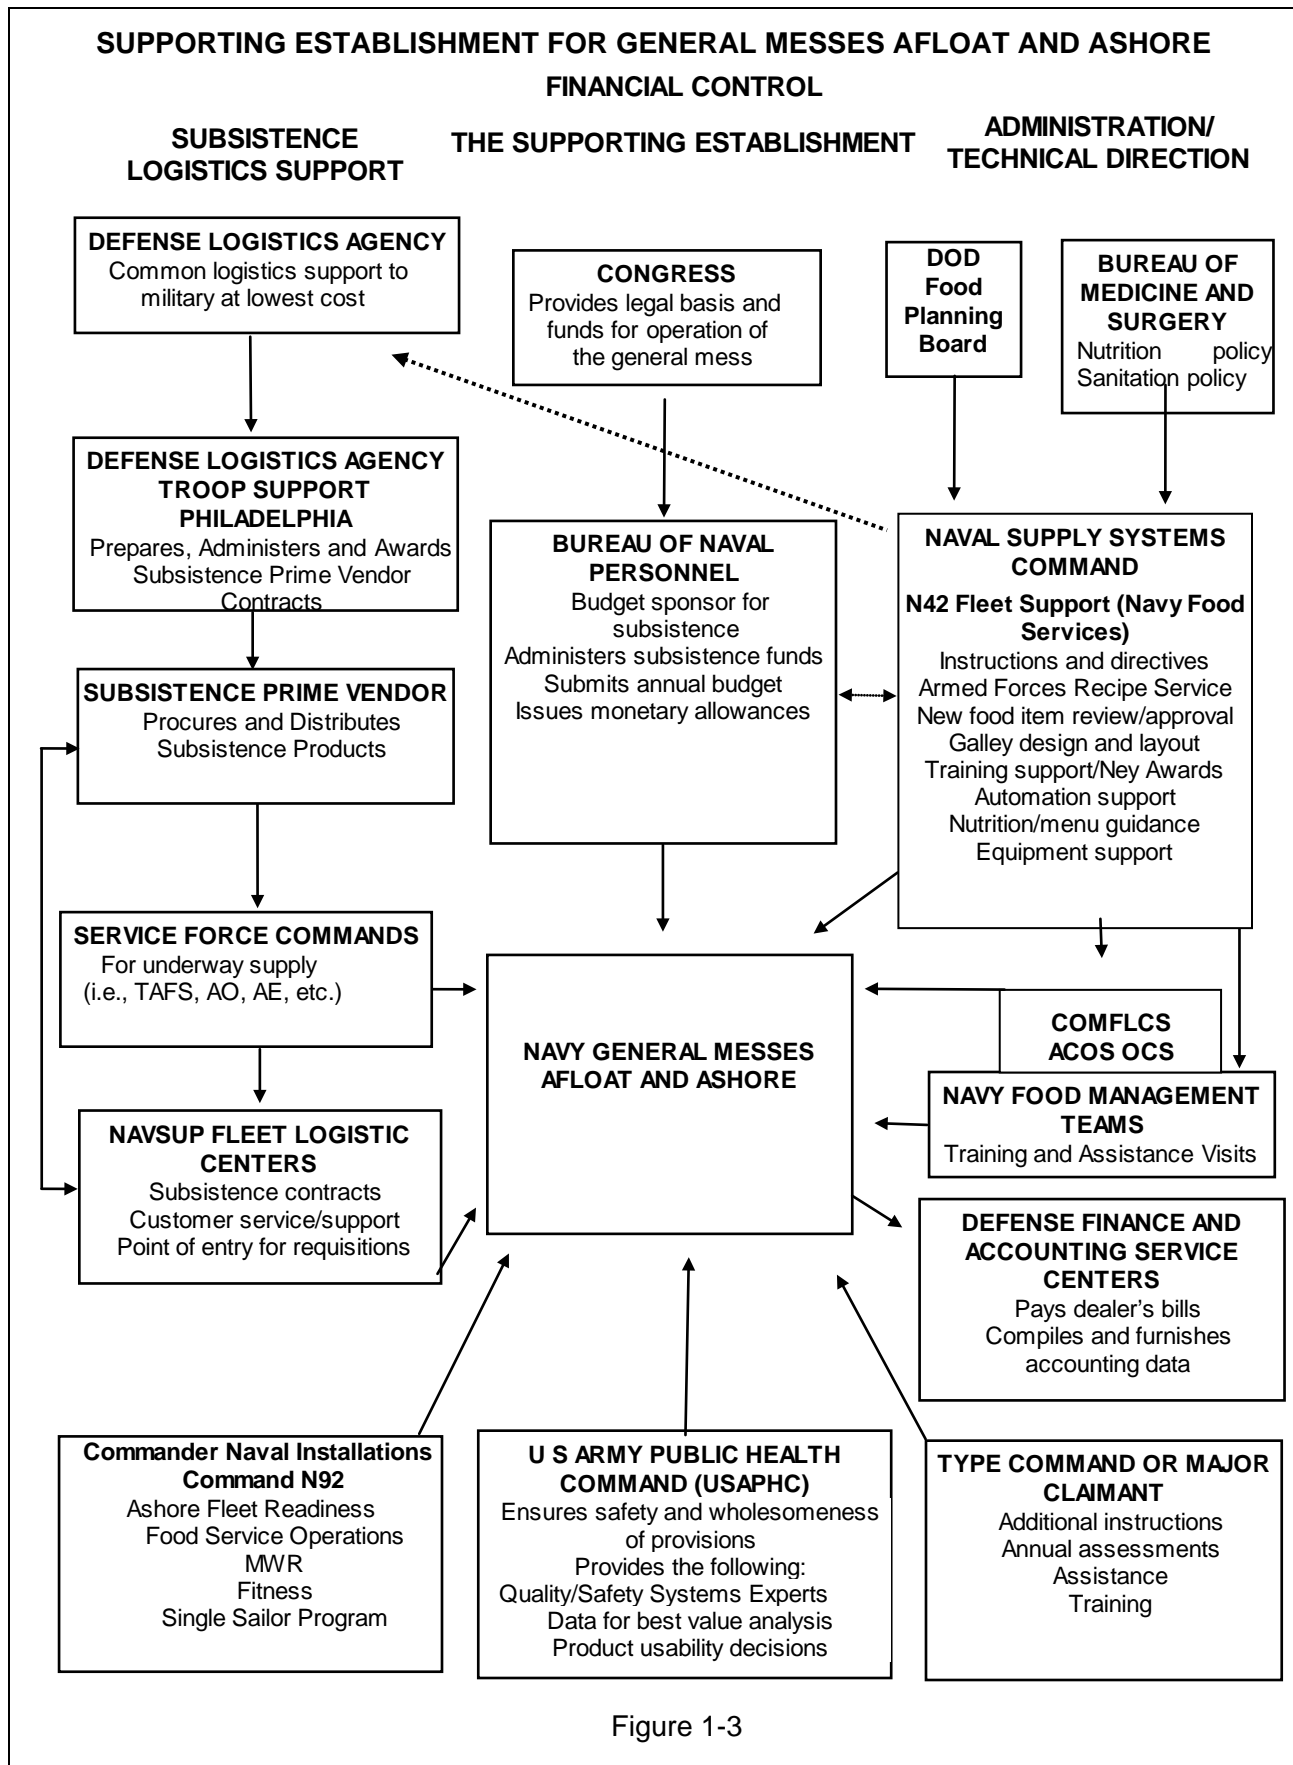 SUPPORTING ESTABLISHMENT FOR GENERAL MESSES AFLOAT AND ASHORE
FINANCIAL CONTROL
SUBSISTENCE
LOGISTICS SUPPORT
THE SUPPORTING ESTABLISHMENT
ADMINISTRATION/
TECHNICAL DIRECTION
DEFENSE LOGISTICS AGENCY
Common logistics support to
military at lowest cost
CONGRESS
Provides legal basis and
funds for operation of
the general mess
DOD
Food
Planning
Board
BUREAU OF
MEDICINE AND
SURGERY
Nutrition policy
Sanitation policy
DEFENSE LOGISTICS AGENCY
TROOP SUPPORT
PHILADELPHIA
Prepares, Administers and Awards
Subsistence Prime Vendor
Contracts
BUREAU OF NAVAL
PERSONNEL
Budget sponsor for
subsistence
Administers subsistence funds
Submits annual budget
Issues monetary allowances
NAVAL SUPPLY SYSTEMS
COMMAND
N42 Fleet Support (Navy Food
Services)
Instructions and directives
Armed Forces Recipe Service
New food item review/approval
Galley design and layout
Training support/Ney Awards
Automation support
Nutrition/menu guidance
Equipment support
SUBSISTENCE PRIME VENDOR
Procures and Distributes
Subsistence Products
SERVICE FORCE COMMANDS
For underway supply
(i.e., TAFS, AO, AE, etc.)
NAVY GENERAL MESSES
AFLOAT AND ASHORE
COMFLCS
ACOS OCS
NAVY FOOD MANAGEMENT
TEAMS
Training and Assistance Visits
NAVSUP FLEET LOGISTIC
CENTERS
Subsistence contracts
Customer service/support
Point of entry for requisitions
DEFENSE FINANCE AND
ACCOUNTING SERVICE
CENTERS
Pays dealer's bills
Compiles and furnishes
accounting data
Commander Naval Installations
Command N92
Ashore Fleet Readiness
Food Service Operations
MWR
Fitness
Single Sailor Program
U S ARMY PUBLIC HEALTH
COMMAND (USAPHC)
Ensures safety and wholesomeness
of provisions
Provides the following:
Quality/Safety Systems Experts
Data for best value analysis
Product usability decisions
TYPE COMMAND OR MAJOR
CLAIMANT
Additional instructions
Annual assessments
Assistance
Training
Figure 1-3